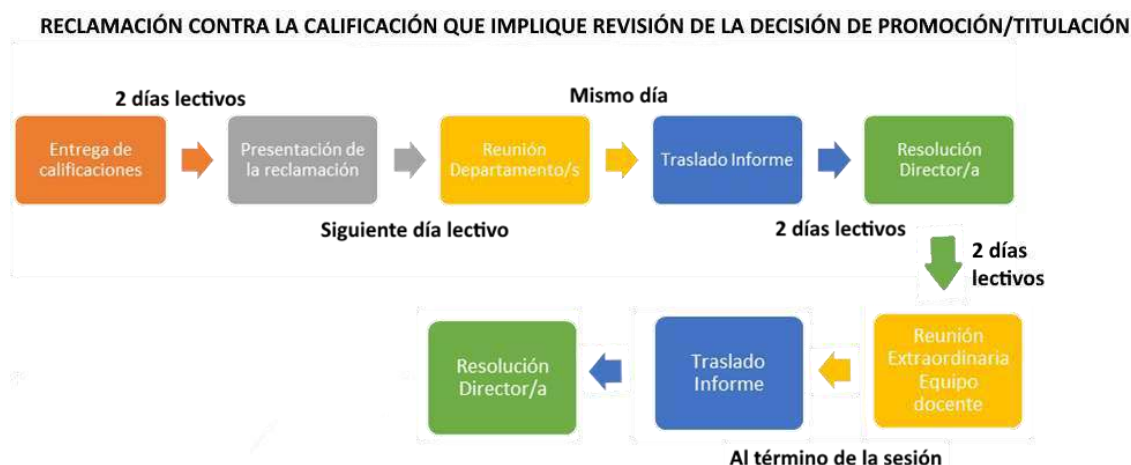 RECLAMACIÓN CONTRA LA CALIFICACIÓN QUE IMPLIQUE REVISIÓN DE LA DECISIÓN DE PROMOCIÓN/TITULACIÓN
2 días lectivos
Mismo día
Entrega de
calificaciones
Presentación de
la reclamación
Reunión
Departamento/s
Traslado Informe
Resolución
Director/a
Siguiente día lectivo
2 días lectivos
2 días
lectivos
Reunión
Extraordinaria
Equipo
docente
Traslado
Informe
Resolución
Director/a
Al término de la sesión